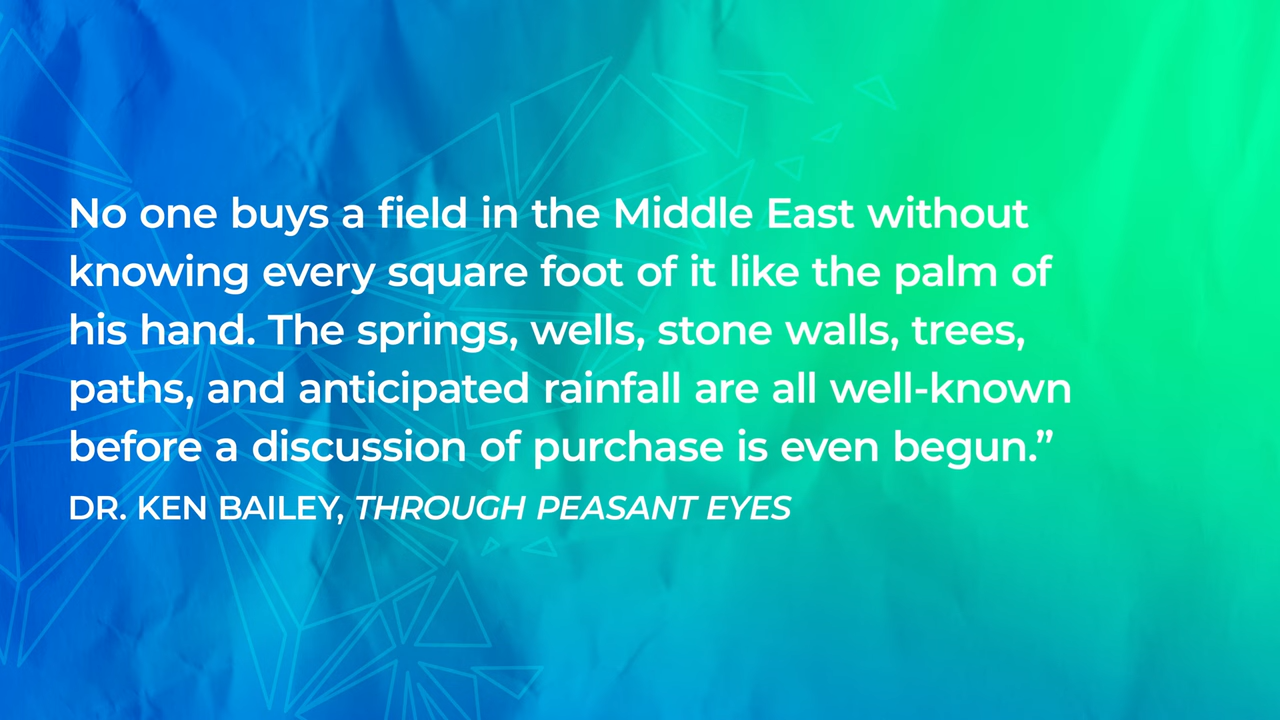 No one buys a field in the Middle East without
knowing every square foot of it like the palm of
his hand. The springs, wells, stone walls, trees,
paths, and anticipated rainfall are all well-known
before a discussion of purchase is even begun.”
DR. KEN BAILEY, THROUGH PEASANT EYES